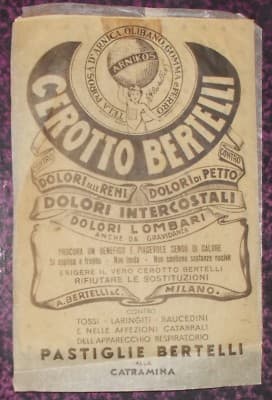 TELA POROSA D'ARNICA, OLIBANO, GOMMA e FERRO
ARNIKOS
CEROTTO BERTELLI
CONTRO
CONTRO
DOLORI ALLE RENI
DOLORI DI PETTO
DOLORI INTERCOSTALI
DOLORI LOMBARI
ANCHE DA GRAVIDANZA
PROCURA UN BENEFICO E PIACEVOLE SENSO DI CALORE
Si applica a freddo - Non lorda - Non contiene sostanze nocive
ESIGERE IL VERO CEROTTO BERTELLI
RIFIUTARE LE SOSTITUZIONI
A. BERTELLI & C.
MILANO.
CONTRO
TOSSI - LARINGITI RAUCEDINI
E NELLE AFFEZIONI CATARRALI
DELL'APPARECCHIO RESPIRATORIO
PASTIGLIE BERTELLI
ALLA
CATRAMINA